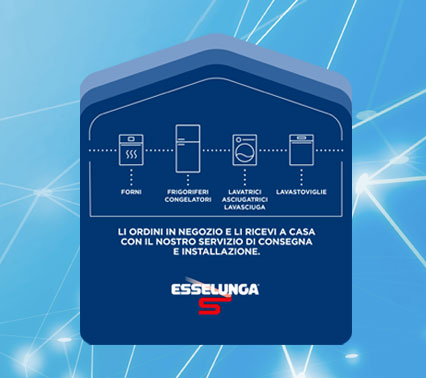 FORNI
FRIGORIFERI
CONGELATORI
LAVATRICI
ASCIUGATRICI
LAVASCIUGA
LAVASTOVIGLIE
LI ORDINI IN NEGOZIO E LI RICEVI A CASA
CON IL NOSTRO SERVIZIO DI CONSEGNA
E INSTALLAZIONE.
ESSELUNGA
S